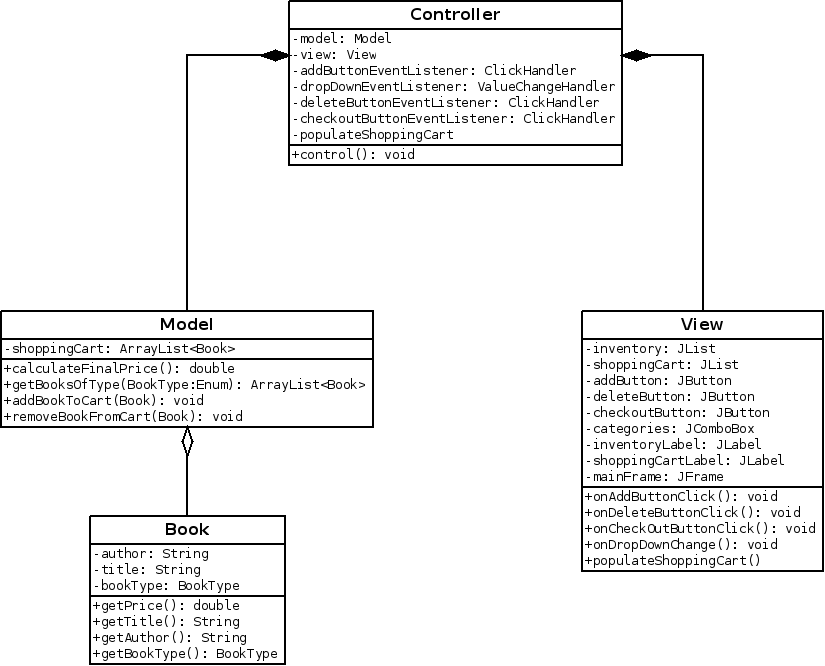 Controller
-model: Model
-view: View
-addButtonEventListener: ClickHandler
-dropDownEventListener: ValueChangeHandler
-deleteButtonEventListener: ClickHandler
-checkoutButtonEventListener: ClickHandler
-populateShoppingCart
+control(): void
Model
-shoppingCart: ArrayList<Book>
+calculateFinalPrice(): double
+getBooksOfType(BookType:Enum): ArrayList<Book>
+addBookToCart(Book): void
+removeBookFromCart(Book): void
View
-inventory: JList
-shoppingCart: JList
-addButton: JButton
-deleteButton: JButton
-checkoutButton: JButton
-categories: JComboBox
-inventoryLabel: JLabel
-shoppingCartLabel: JLabel
-mainFrame: JFrame
+onAddButtonClick(): void
+onDeleteButtonClick(): void
+onCheckOutButtonClick(): void
+onDropDownChange(): void
+populateShoppingCart()
Book
-author: String
-title: String
-bookType: BookType
+getPrice(): double
+getTitle(): String
+getAuthor(): String
+getBookType(): BookType